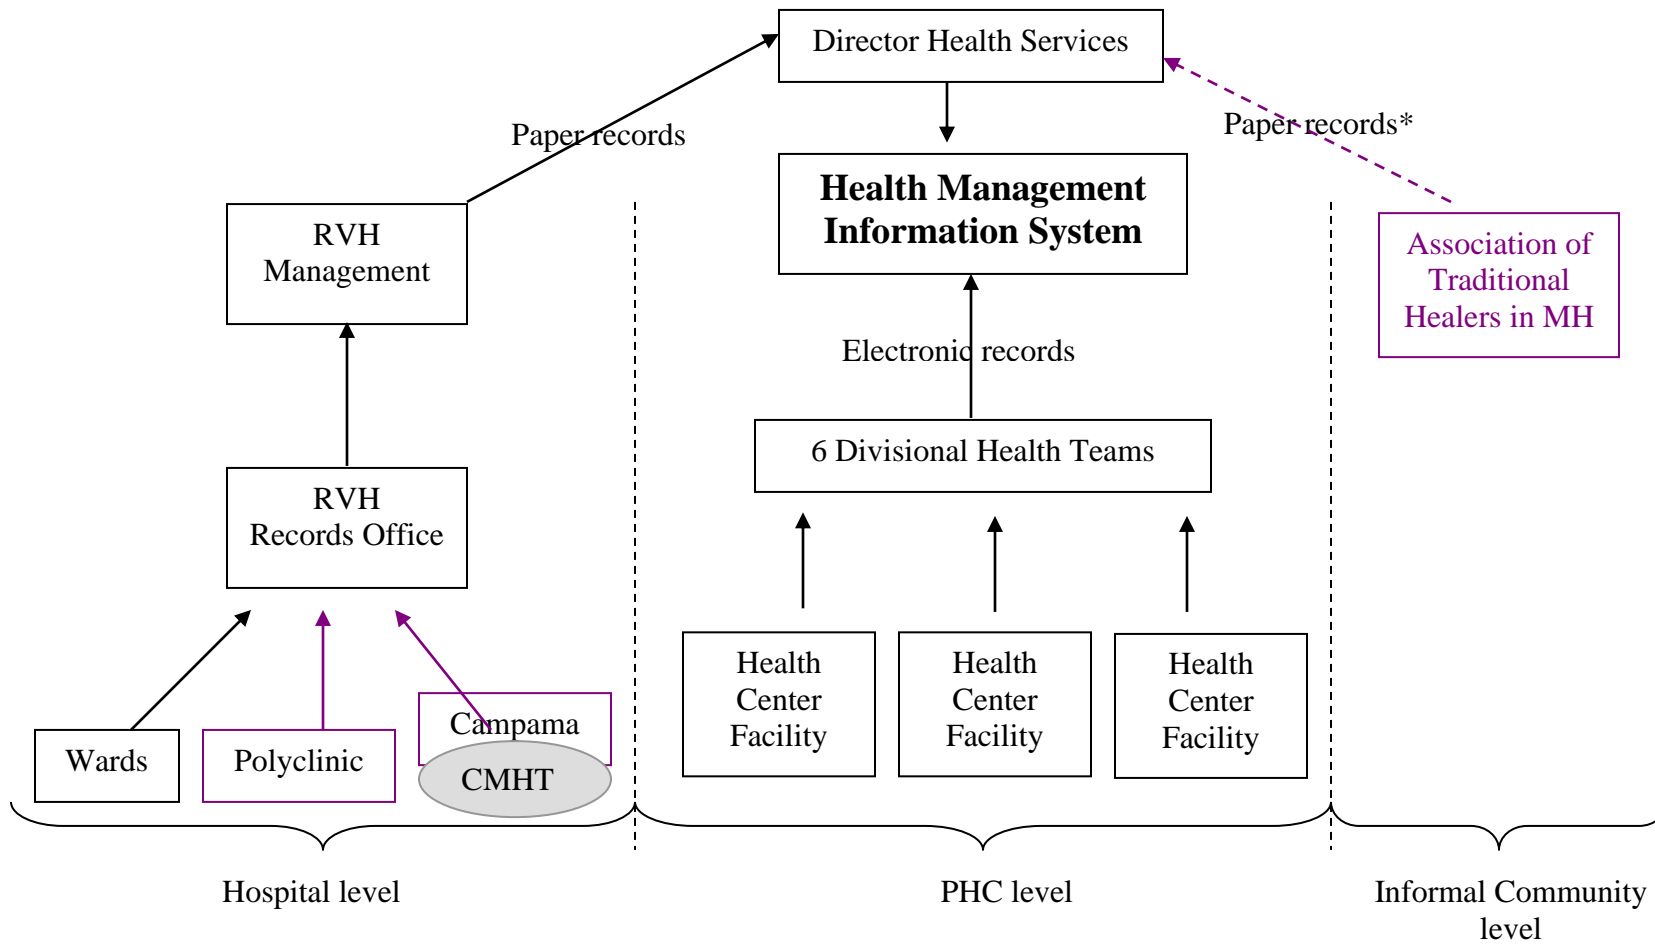 Director Health Services
Paper records
Paper records*
Health Management
Information System
RVH
Management
Association of
Traditional
Healers in MH
Electronic records
6 Divisional Health Teams
RVH
Records Office
Health
Center
Facility
Health
Center
Facility
Health
Center
Facility
Wards
Polyclinic
Campama
CMHT
Hospital level
PHC level
Informal Community
level